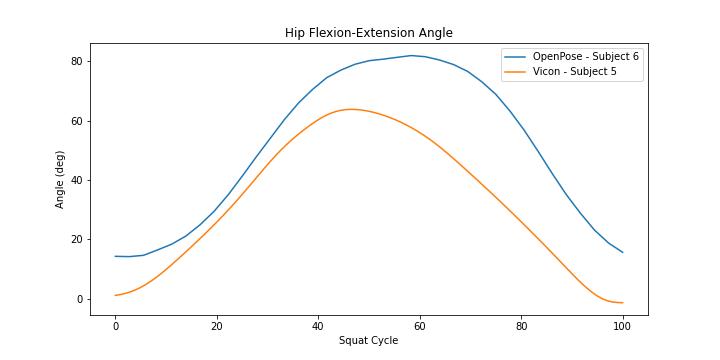 Hip Flexion-Extension Angle
OpenPose - Subject 6
Vicon - Subject 5
Angle (deg)
80
60
40
20
0
0 20 40 60 80 100
Squat Cycle